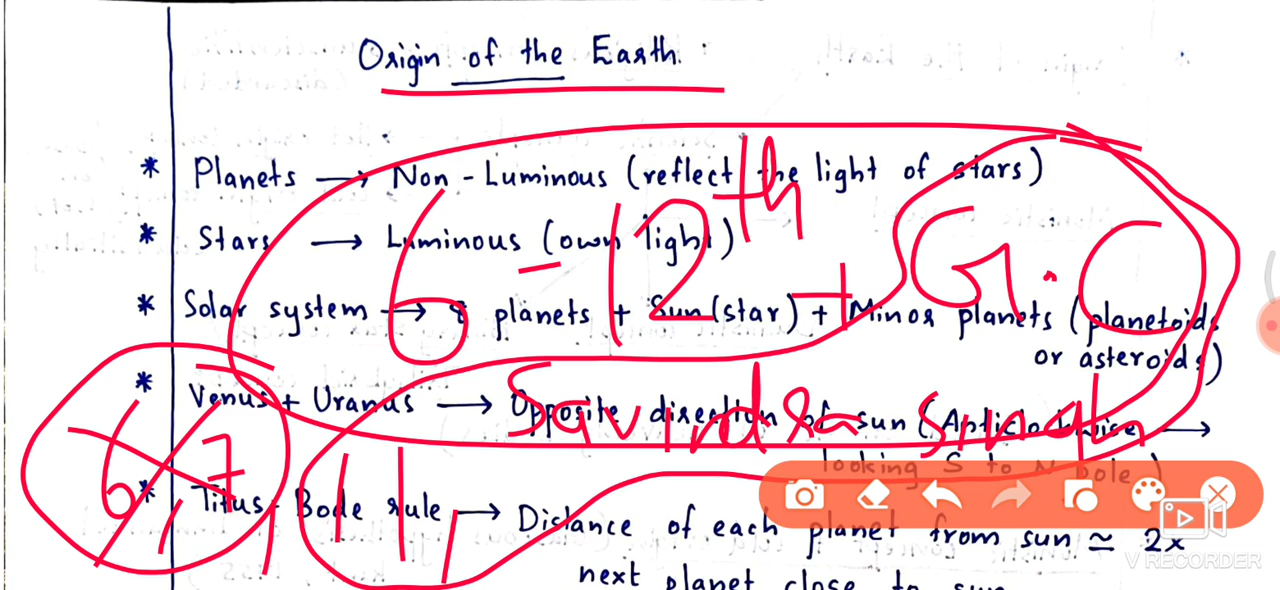 Origin of the Earth :
* Planets → Non-Luminous (reflect the light of stars)
* Stars → Luminous (own light)
* Solar system → 8 planets + Sun (star) + Minor planets (planetoids
or asteroids)
* Venus + Uranus → Opposite direction of sun (Anticlockwise →
looking S to N pole)
* Titus-Bode rule → Distance of each planet from sun ≃ 2x
next planet close to sun
6 - 12th + G.C
Savindra Singh
6, 7, 11,
V RECORDER